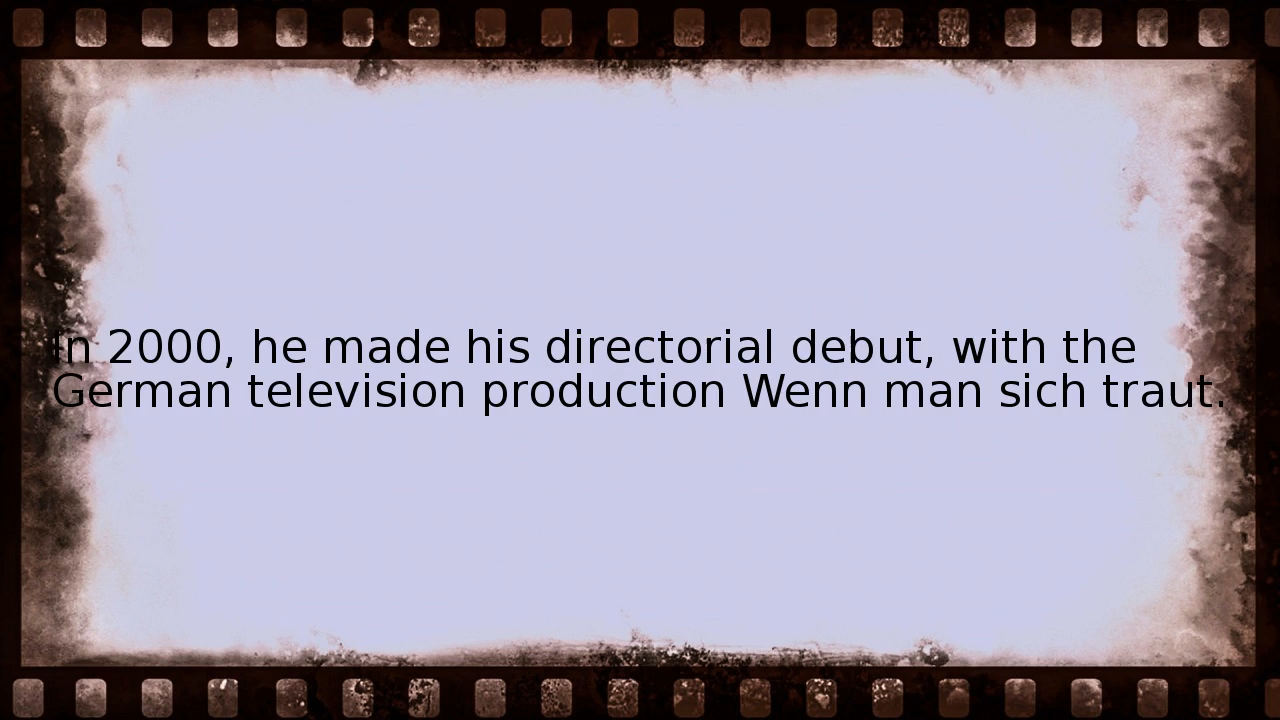 In 2000, he made his directorial debut, with the
German television production Wenn man sich traut.